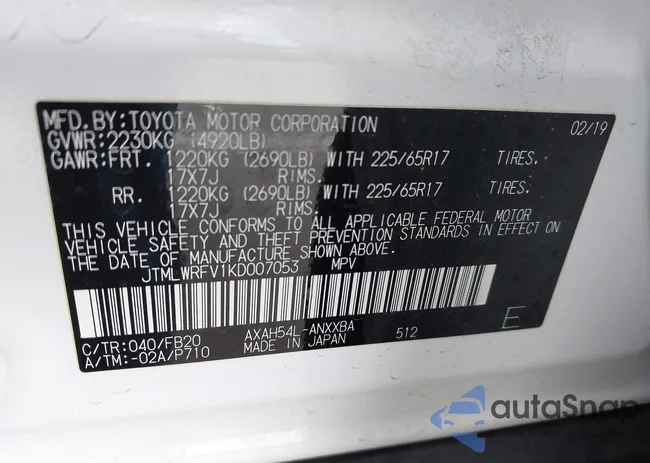 MFD.BY:TOYOTA MOTOR CORPORATION 02/19
GVWR:2230KG (4920LB)
GAWR:FRT. 1220KG (2690LB) WITH 225/65R17 TIRES.
17X7J RIMS.
RR. 1220KG (2690LB) WITH 225/65R17 TIRES.
17X7J RIMS.
THIS VEHICLE CONFORMS TO ALL APPLICABLE FEDERAL MOTOR
VEHICLE SAFETY AND THEFT PREVENTION STANDARDS IN EFFECT ON
THE DATE OF MANUFACTURE SHOWN ABOVE.
JTMLWRFV1KD007053 MPV
C/TR:040/FB20 AXAH54L-ANXXBA 512
A/TM:-02A/P710 MADE IN JAPAN
E
autoSnap